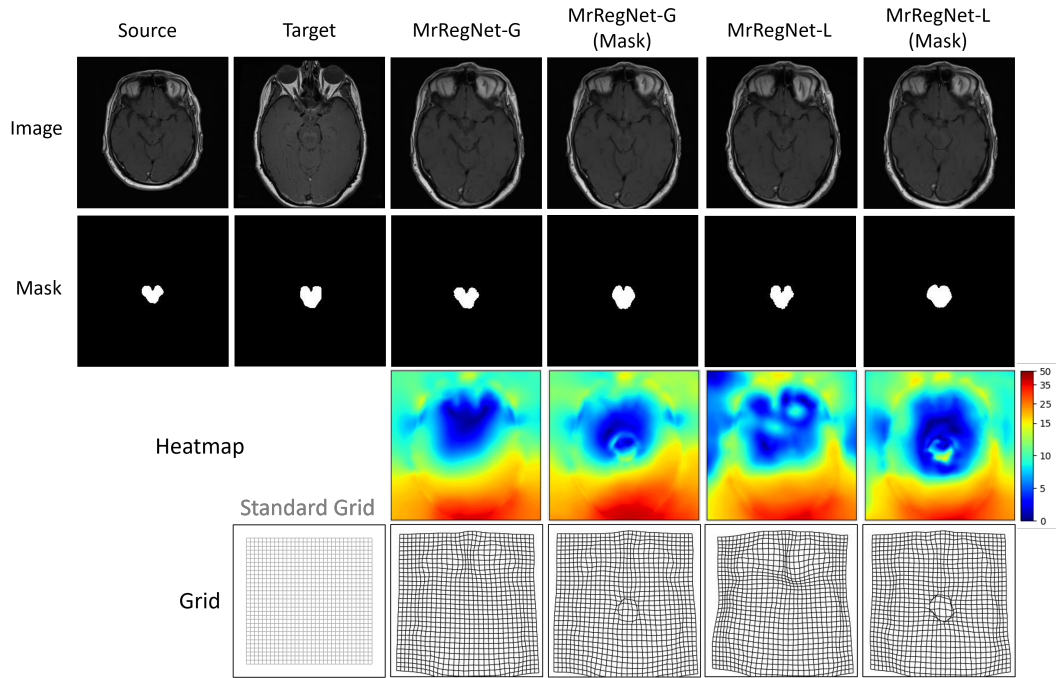 Source
Target
MrRegNet-G
MrRegNet-G
(Mask)
MrRegNet-L
MrRegNet-L
(Mask)
Image
Mask
Heatmap
50
35
25
15
10
5
0
Standard Grid
Grid